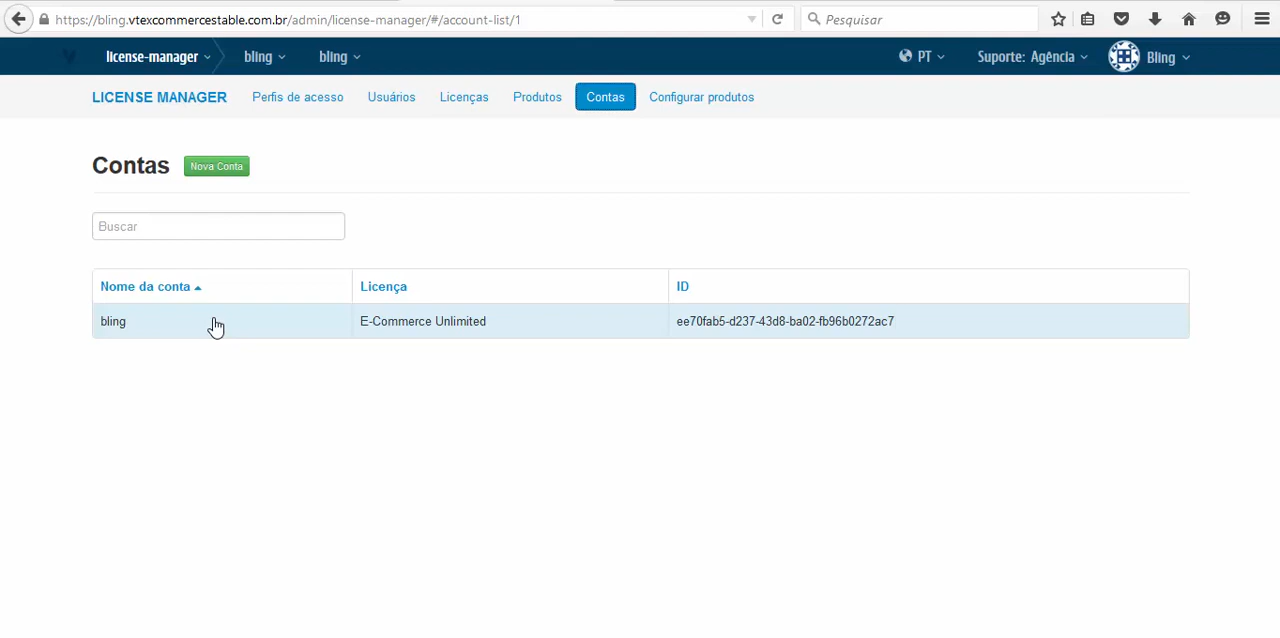 https://bling.vtexcommercestable.com.br/admin/license-manager/#/account-list/1
Pesquisar
license-manager bling bling PT Suporte: Agência Bling
LICENSE MANAGER Perfis de acesso Usuários Licenças Produtos Contas Configurar produtos
Contas Nova Conta
Buscar
Nome da conta Licença ID
bling E-Commerce Unlimited ee70fab5-d237-43d8-ba02-fb96b0272ac7